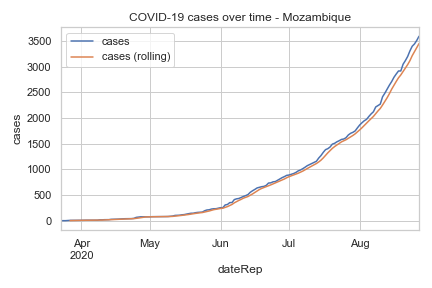 COVID-19 cases over time - Mozambique
cases
cases (rolling)
3500
3000
2500
2000
1500
1000
500
0
cases
Apr
2020
May
Jun
Jul
Aug
dateRep